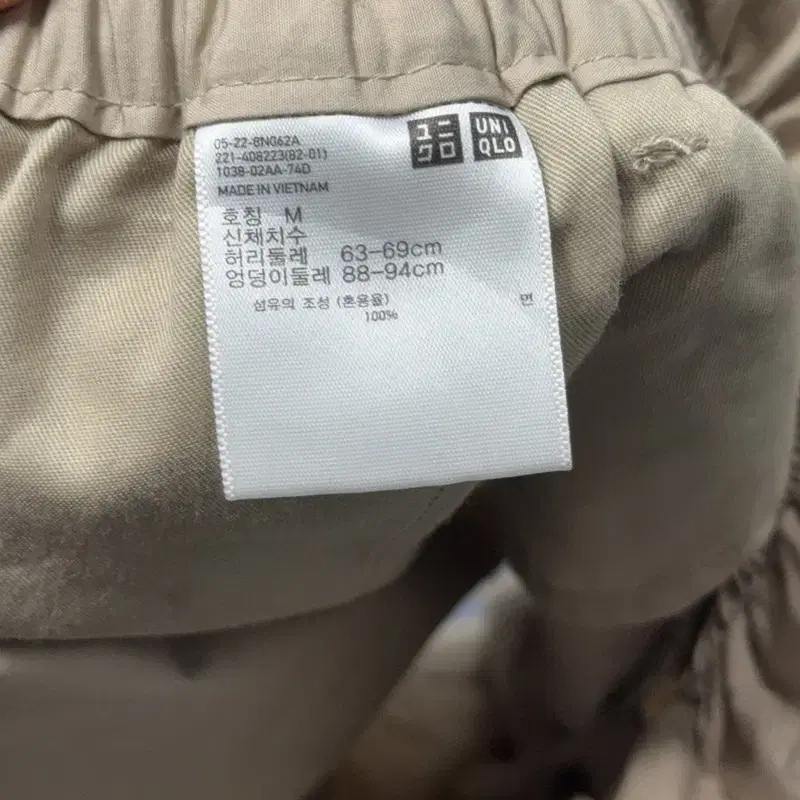 05-22-8NG62A
221-408223(82-01)
1038-02AA-74D
MADE IN VIETNAM
ユニ
クロ
UNI
QLO
호칭 M
신체치수
허리둘레 63-69cm
엉덩이둘레 88-94cm
섬유의 조성 (혼용율) 면
100%